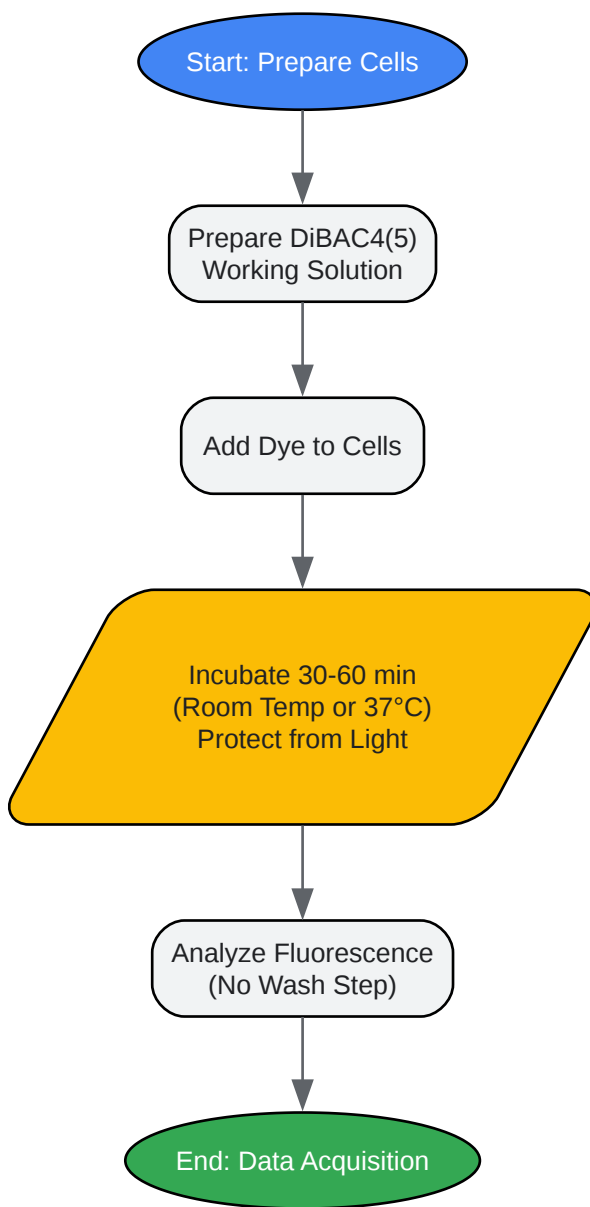 Start: Prepare Cells
Prepare DiBAC4(5)
Working Solution
Add Dye to Cells
Incubate 30-60 min
(Room Temp or 37°C)
Protect from Light
Analyze Fluorescence
(No Wash Step)
End: Data Acquisition